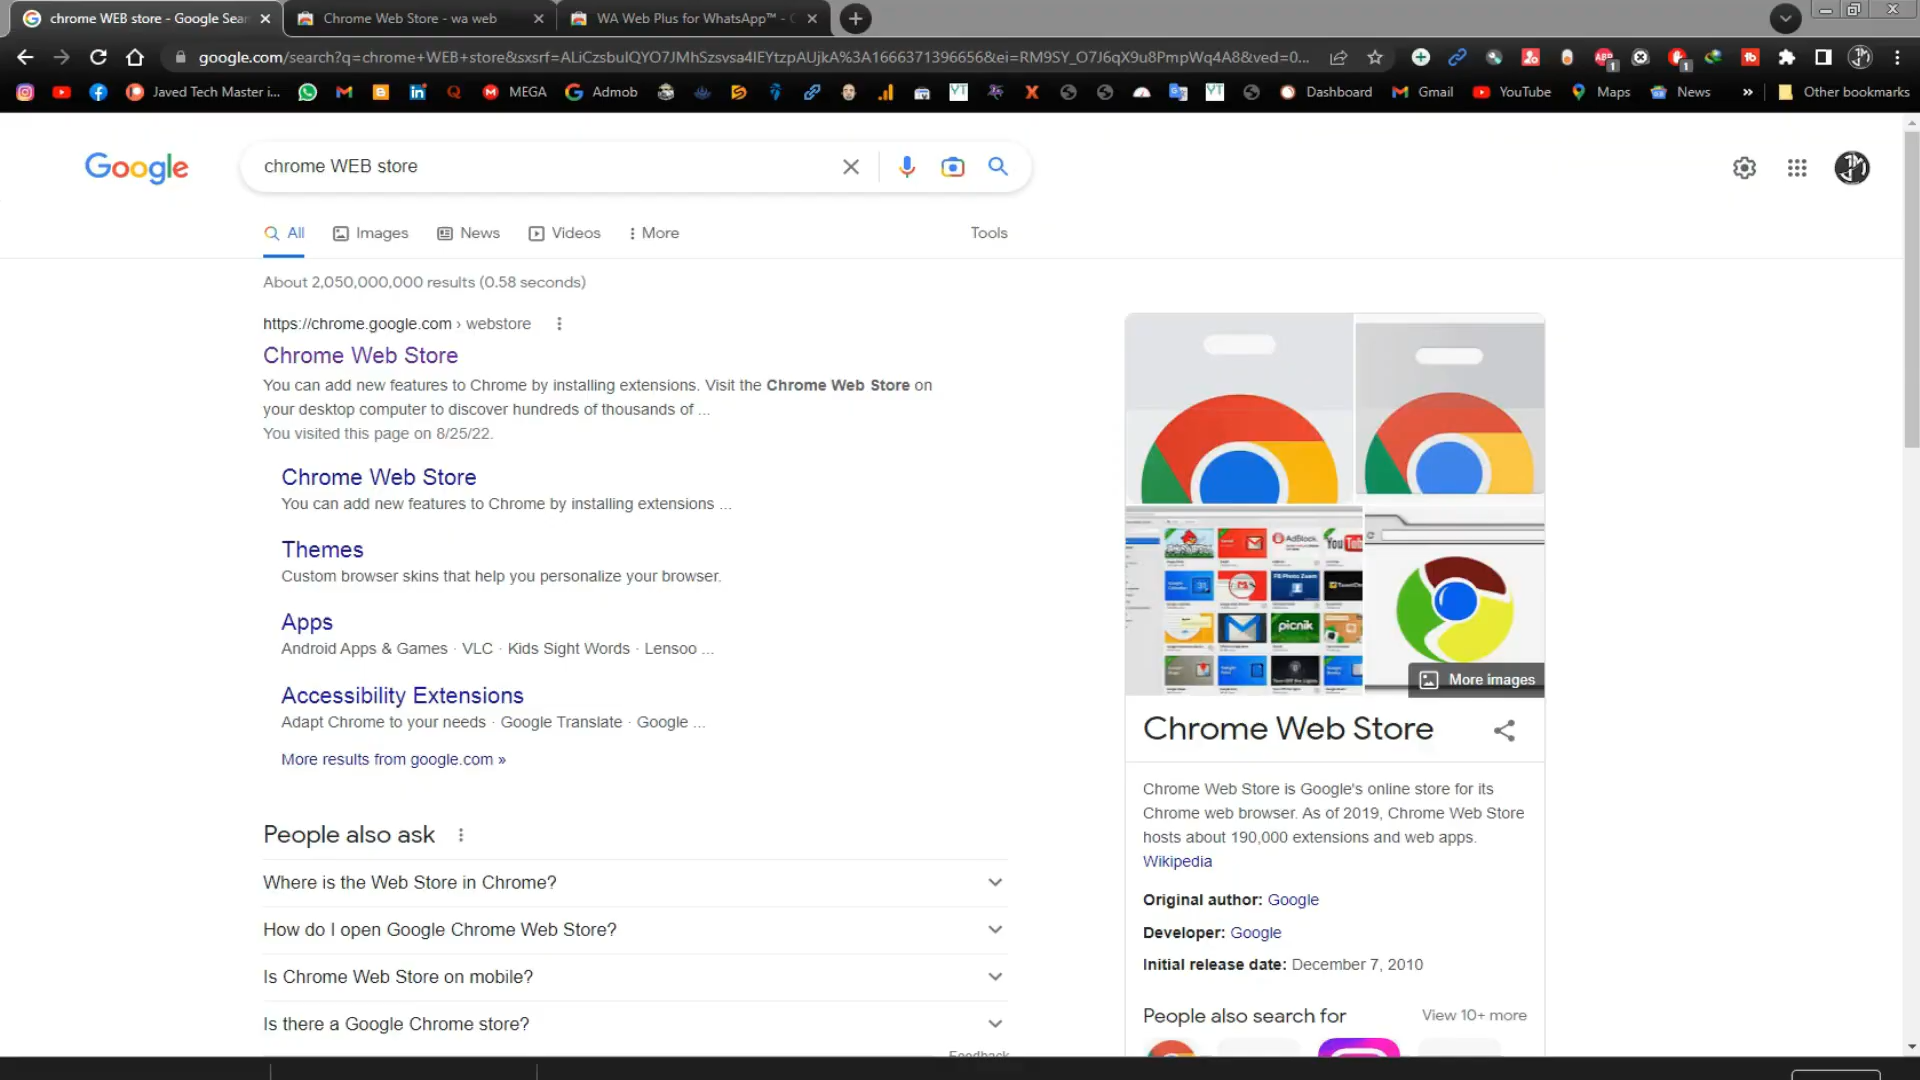 chrome WEB store - Google Sear
Chrome Web Store - wa web
WA Web Plus for WhatsApp™ - C
google.com/search?q=chrome+WEB+store&sxsrf=ALiCzsbuIQYO7JMhSzsvsa4IEYtzpAUjkA%3A1666371396656&ei=RM9SY_O7J6qX9u8PmpWq4A8&ved=0...
Javed Tech Master i...
MEGA
Admob
Dashboard
Gmail
YouTube
Maps
News
»
Other bookmarks
Google
chrome WEB store
All
Images
News
Videos
More
Tools
About 2,050,000,000 results (0.58 seconds)
https://chrome.google.com › webstore
Chrome Web Store
You can add new features to Chrome by installing extensions. Visit the Chrome Web Store on
your desktop computer to discover hundreds of thousands of ...
You visited this page on 8/25/22.
Chrome Web Store
You can add new features to Chrome by installing extensions ...
Themes
Custom browser skins that help you personalize your browser.
Apps
Android Apps & Games · VLC · Kids Sight Words · Lensoo ...
Accessibility Extensions
Adapt Chrome to your needs · Google Translate · Google ...
More results from google.com »
People also ask
Where is the Web Store in Chrome?
How do I open Google Chrome Web Store?
Is Chrome Web Store on mobile?
Is there a Google Chrome store?
Feedback
AdBlock
You Tub
FB Photo Zoom
picnik
More images
Chrome Web Store
Chrome Web Store is Google's online store for its
Chrome web browser. As of 2019, Chrome Web Store
hosts about 190,000 extensions and web apps.
Wikipedia
Original author: Google
Developer: Google
Initial release date: December 7, 2010
People also search for
View 10+ more